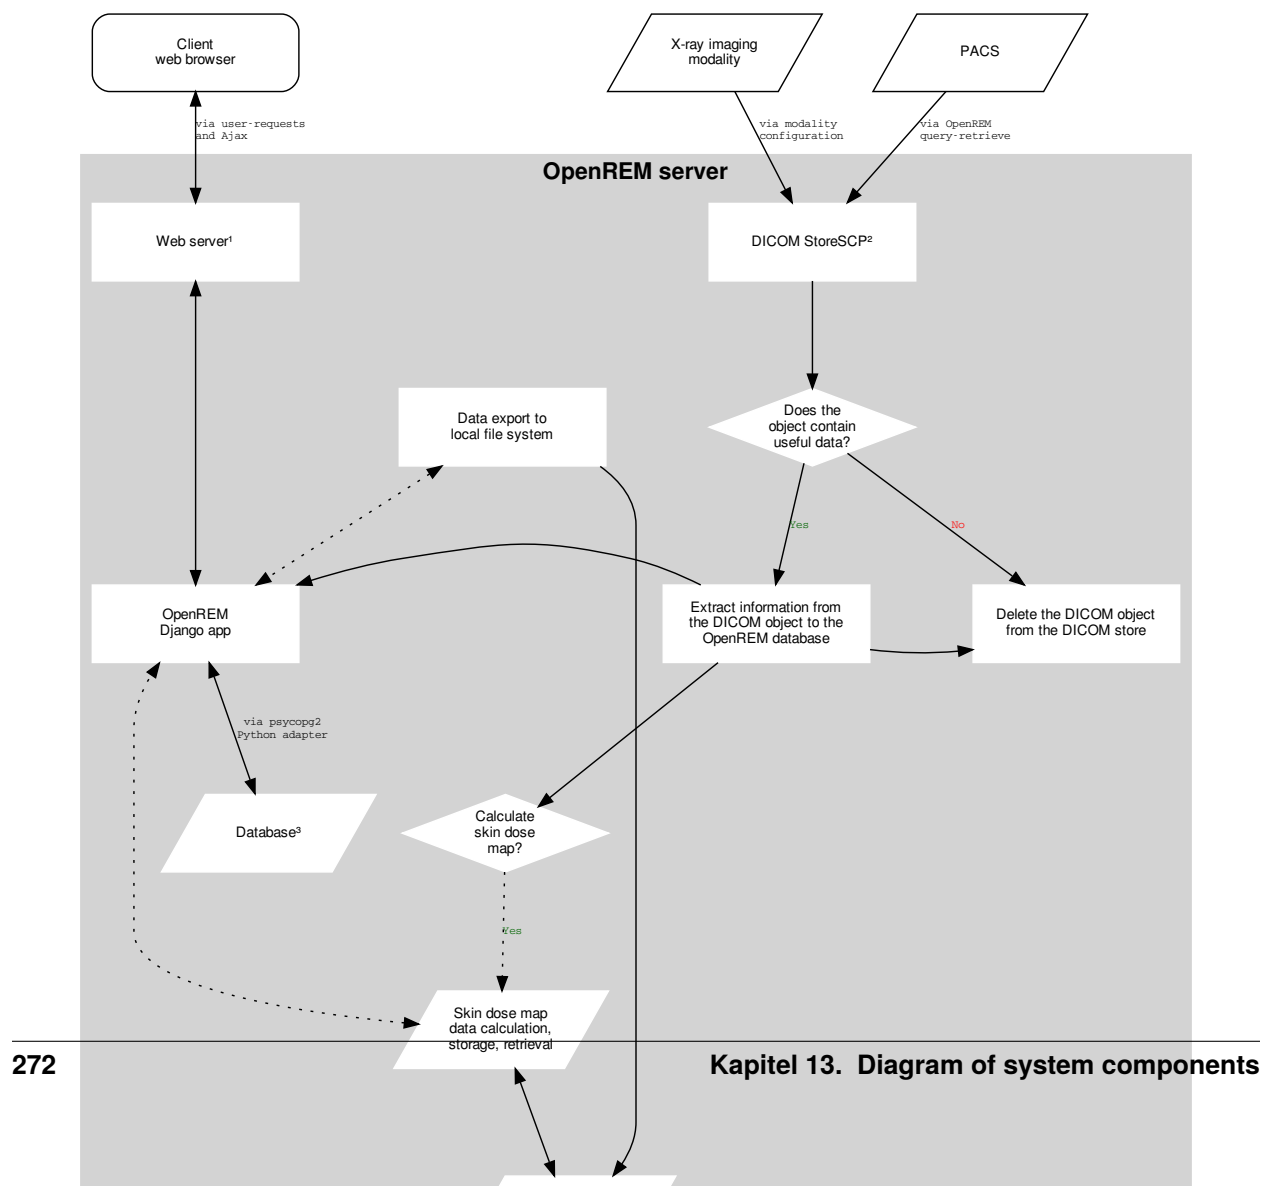 Client
web browser
X-ray imaging
modality
PACS
via user-requests
and Ajax
via modality
configuration
via OpenREM
query-retrieve
OpenREM server
Web server¹
DICOM StoreSCP²
Data export to
local file system
Does the
object contain
useful data?
Yes
No
OpenREM
Django app
Extract information from
the DICOM object to the
OpenREM database
Delete the DICOM object
from the DICOM store
via psycopg2
Python adapter
Database³
Calculate
skin dose
map?
Yes
Skin dose map
data calculation,
storage, retrieval
272
Kapitel 13. Diagram of system components